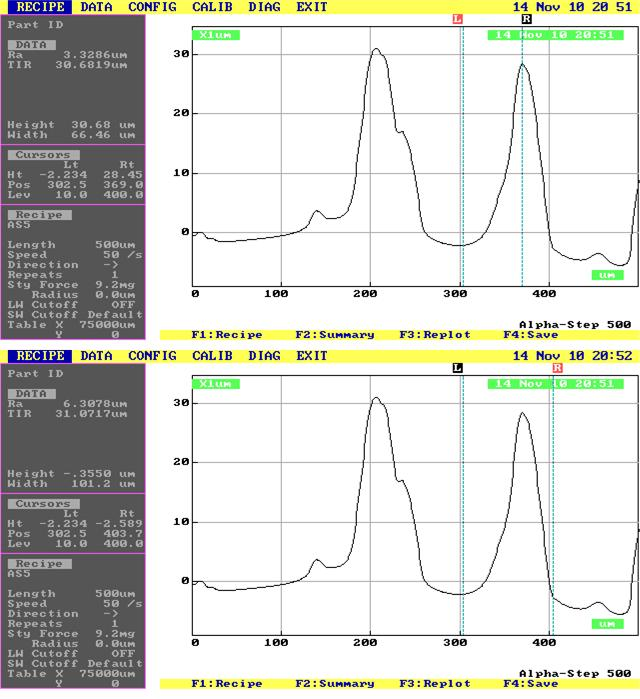 RECIPE DATA CONFIG CALIB DIAG EXIT 14 Nov 10 20 51
Part ID L R
X1um 14 Nov 10 20:51
DATA
Ra 3.3286um
TIR 30.6819um
Height 30.68 um
Width 66.46 um
Cursors
Lt Rt
Ht -2.234 28.45
Pos 302.5 369.0
Lev 10.0 400.0
Recipe
AS5
Length 500um
Speed 50 /s
Direction ->
Repeats 1
Sty Force 9.2mg
Radius 0.0um
LW Cutoff OFF
SW Cutoff Default
Table X 75000um
Y 0
30
20
10
0
um
0 100 200 300 400
Alpha-Step 500
F1:Recipe F2:Summary F3:Replot F4:Save
RECIPE DATA CONFIG CALIB DIAG EXIT 14 Nov 10 20:52
Part ID L R
X1um 14 Nov 10 20:51
DATA
Ra 6.3078um
TIR 31.0717um
Height -.3550 um
Width 101.2 um
Cursors
Lt Rt
Ht -2.234 -2.589
Pos 302.5 403.7
Lev 10.0 400.0
Recipe
AS5
Length 500um
Speed 50 /s
Direction ->
Repeats 1
Sty Force 9.2mg
Radius 0.0um
LW Cutoff OFF
SW Cutoff Default
Table X 75000um
Y 0
30
20
10
0
um
0 100 200 300 400
Alpha-Step 500
F1:Recipe F2:Summary F3:Replot F4:Save